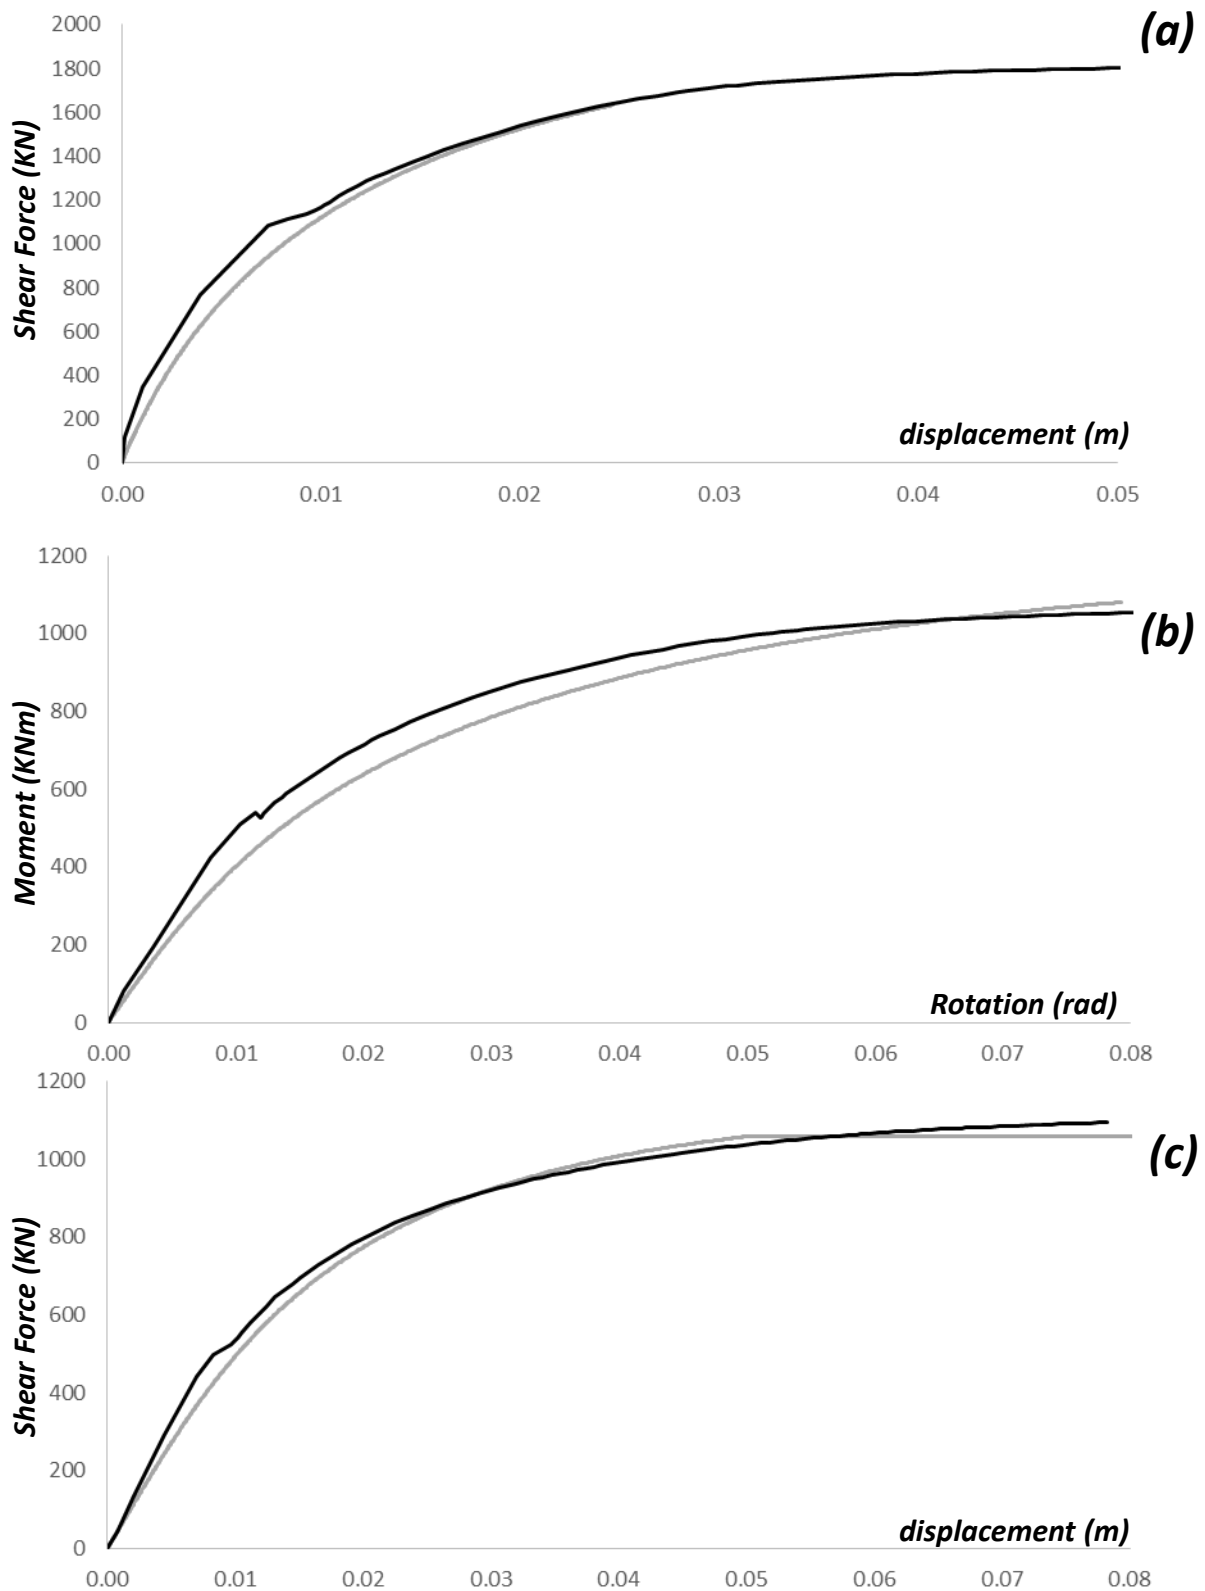 (a)
2000
1800
1600
1400
1200
1000
800
600
400
200
0
Shear Force (KN)
displacement (m)
0.00 0.01 0.02 0.03 0.04 0.05
(b)
1200
1000
800
600
400
200
0
Moment (KNm)
Rotation (rad)
0.00 0.01 0.02 0.03 0.04 0.05 0.06 0.07 0.08
(c)
1200
1000
800
600
400
200
0
Shear Force (KN)
displacement (m)
0.00 0.01 0.02 0.03 0.04 0.05 0.06 0.07 0.08